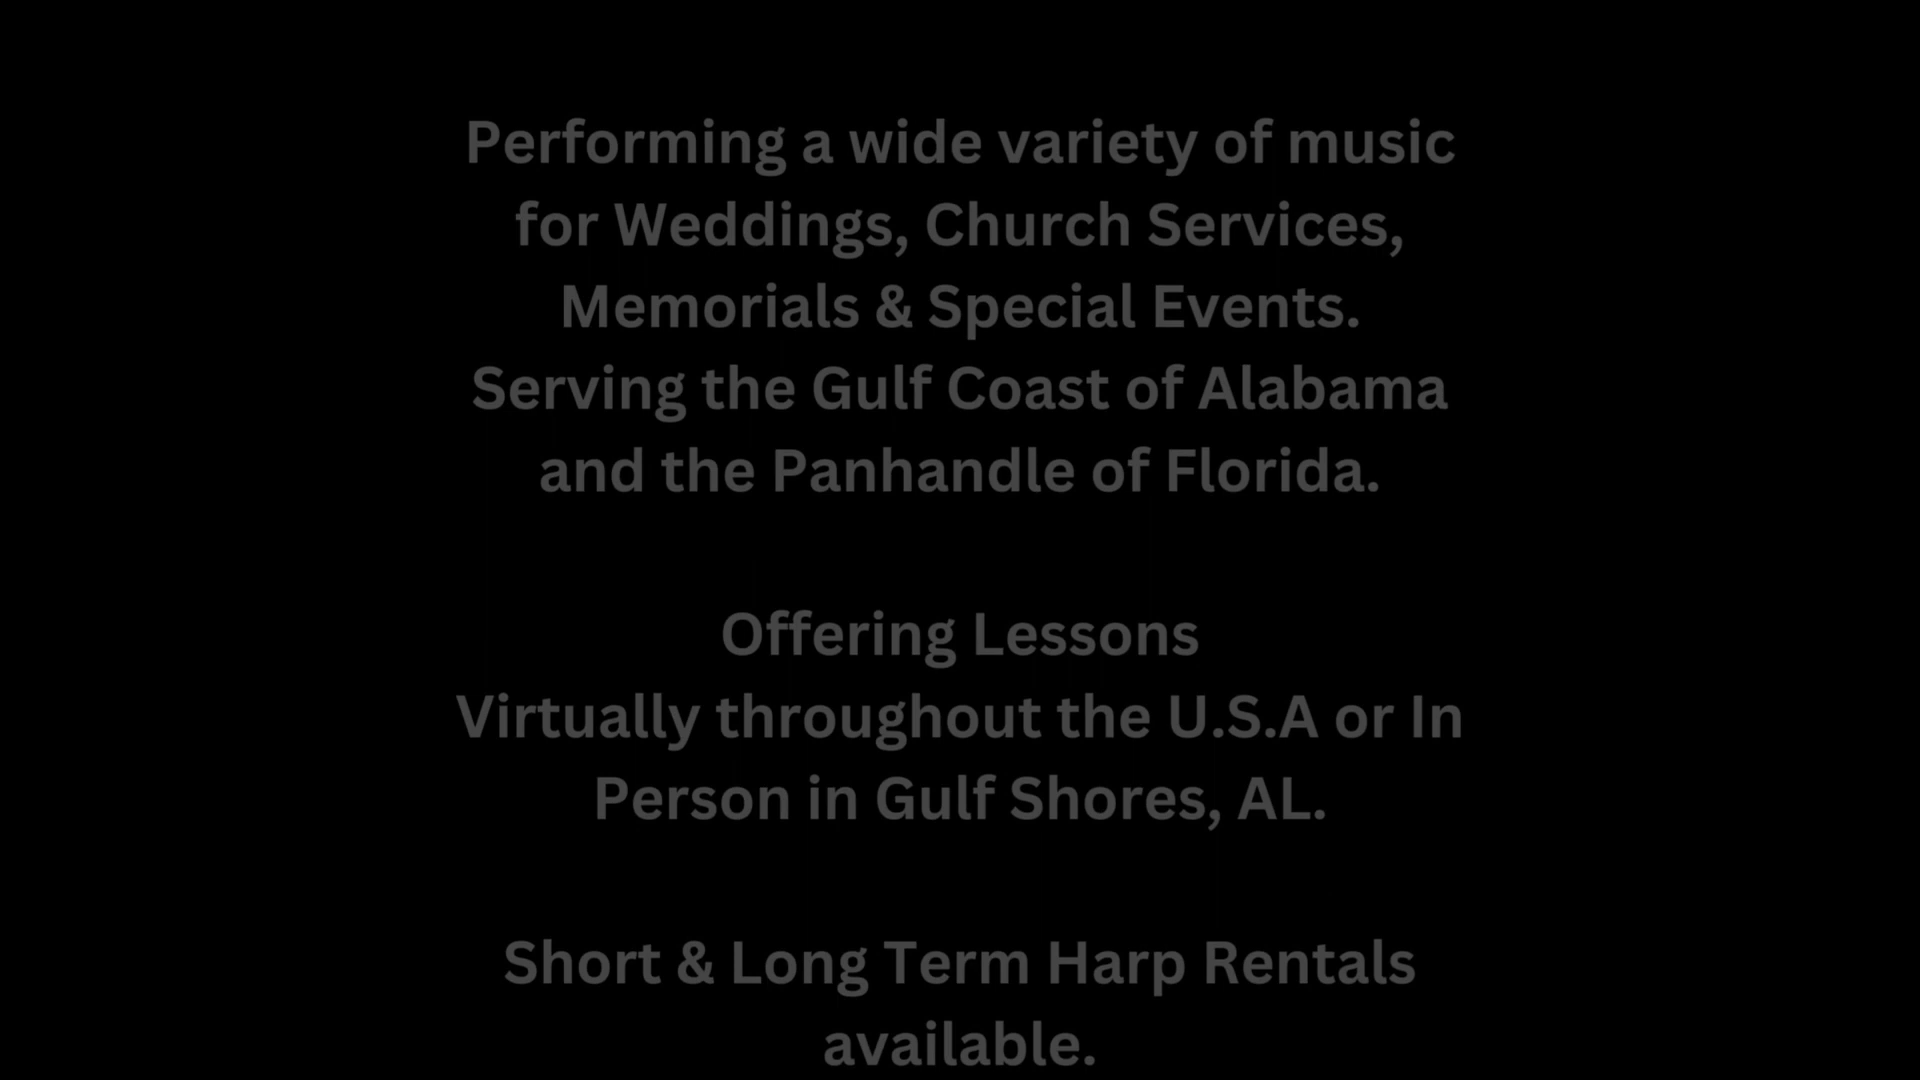 Performing a wide variety of music
for Weddings, Church Services,
Memorials & Special Events.
Serving the Gulf Coast of Alabama
and the Panhandle of Florida.
Offering Lessons
Virtually throughout the U.S.A or In
Person in Gulf Shores, AL.
Short & Long Term Harp Rentals
available.